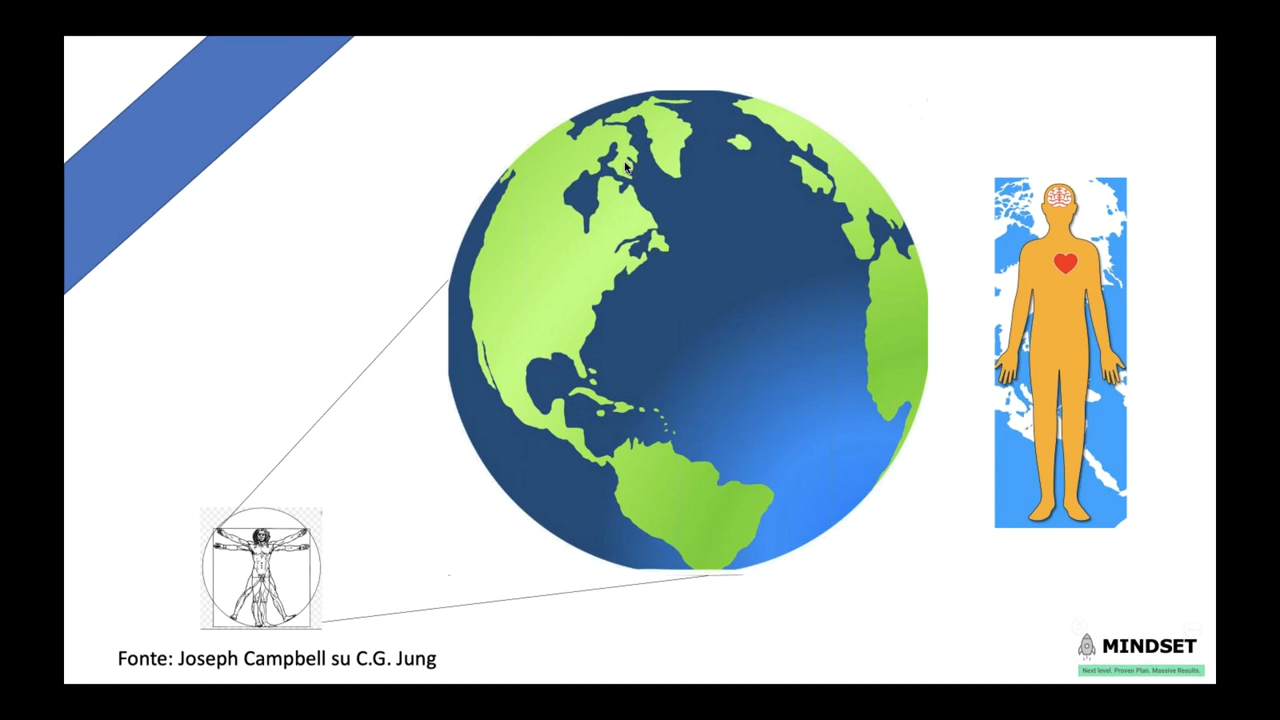 Fonte: Joseph Campbell su C.G. Jung
MINDSET
Next level. Proven Plan. Massive Results.